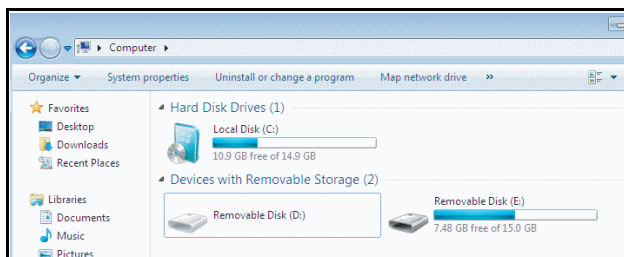 Computer
Organize System properties Uninstall or change a program Map network drive »
Favorites
Desktop
Downloads
Recent Places
Libraries
Documents
Music
Pictures
Hard Disk Drives (1)
Local Disk (C:)
10.9 GB free of 14.9 GB
Devices with Removable Storage (2)
Removable Disk (D:)
Removable Disk (E:)
7.48 GB free of 15.0 GB